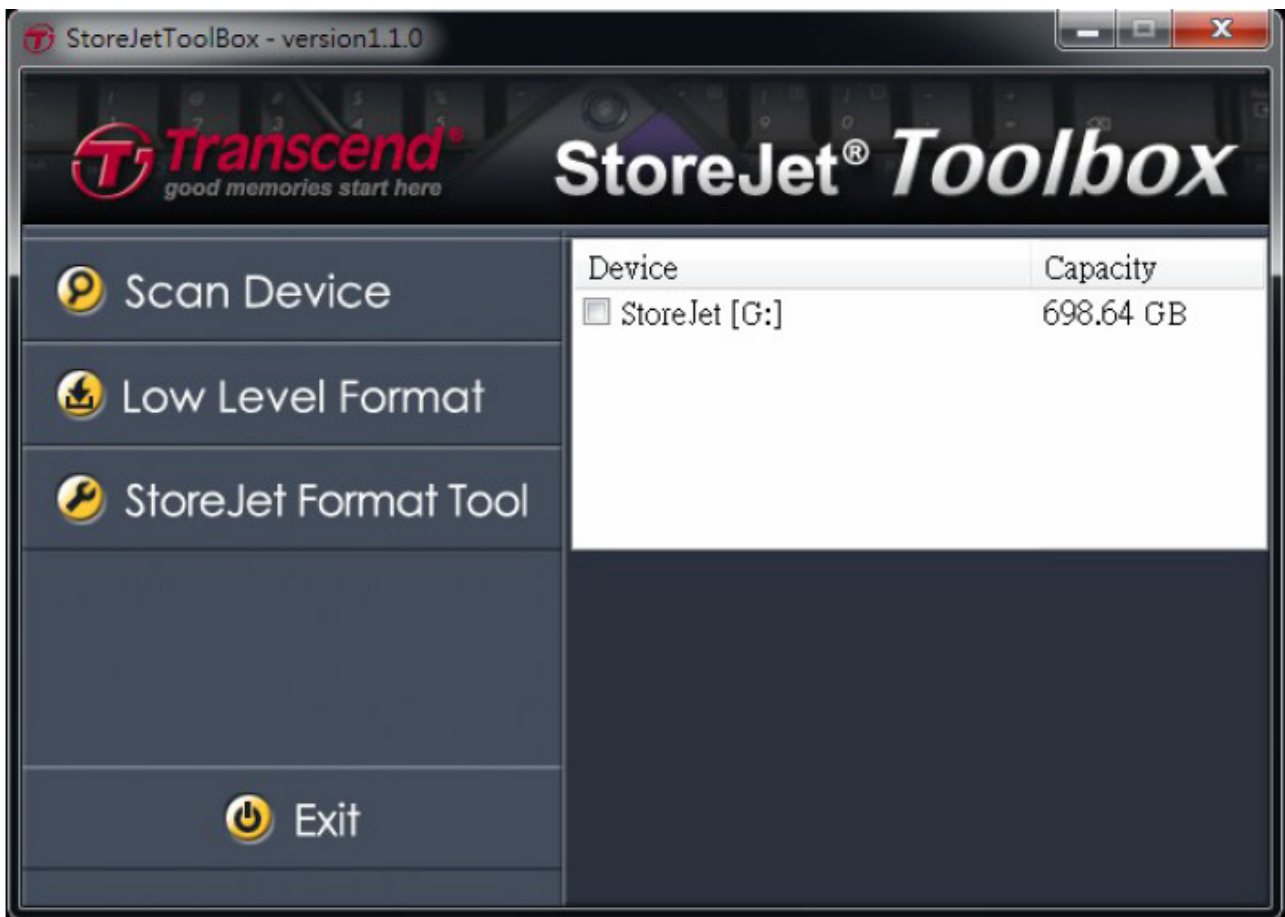 StoreJetToolBox - version1.1.0
Transcend®
good memories start here
StoreJet® Toolbox
Scan Device
Low Level Format
StoreJet Format Tool
Exit
Device Capacity
StoreJet [G:] 698.64 GB